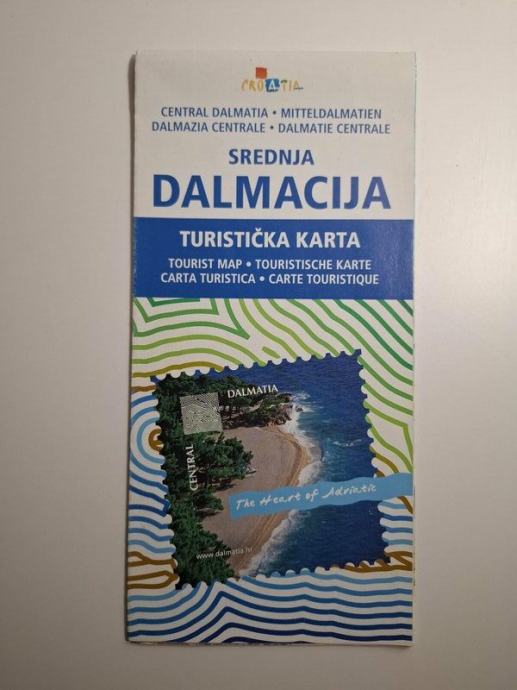 CROATIA
CENTRAL DALMATIA • MITTELDALMATIEN
DALMAZIA CENTRALE • DALMATIE CENTRALE
SREDNJA
DALMACIJA
TURISTIČKA KARTA
TOURIST MAP • TOURISTISCHE KARTE
CARTA TURISTICA • CARTE TOURISTIQUE
DALMATIA
CENTRAL
The Heart of Adriatic
www.dalmatia.hr